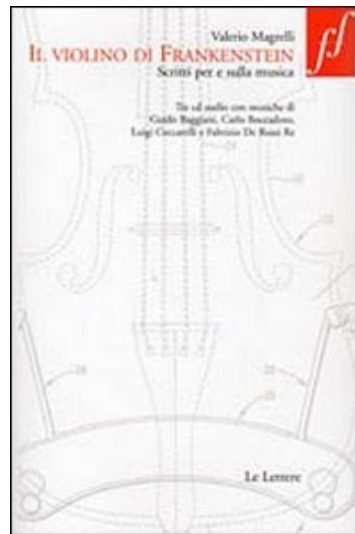 Valerio Magrelli
IL VIOLINO DI FRANKENSTEIN
Scritti per e sulla musica
ff
Tre cd audio con musiche di
Guido Baggiani, Carlo Boccadoro,
Luigi Ceccarelli e Fabrizio De Rossi Re
Le Lettere